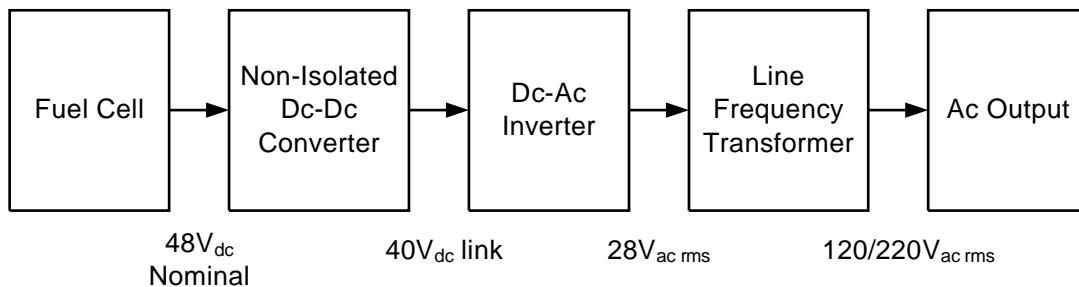 Fuel Cell
Non-Isolated
Dc-Dc
Converter
Dc-Ac
Inverter
Line
Frequency
Transformer
Ac Output
48Vdc
Nominal
40Vdc link
28Vac rms
120/220Vac rms